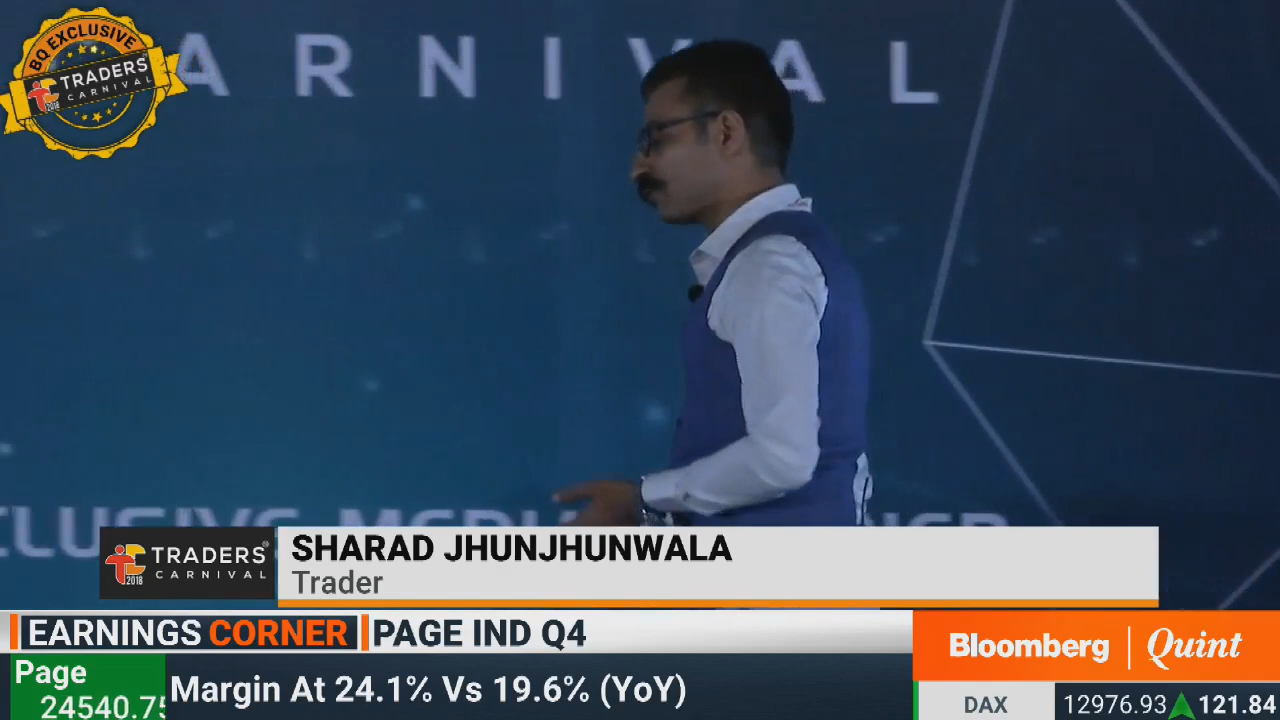 BQ EXCLUSIVE
TRADERS
CARNIVAL
2018
ARNIVAL
TRADERS
CARNIVAL
2018
SHARAD JHUNJHUNWALA
Trader
EARNINGS CORNER PAGE IND Q4
Bloomberg | Quint
Page
24540.75
Margin At 24.1% Vs 19.6% (YoY)
DAX 12976.93 121.84